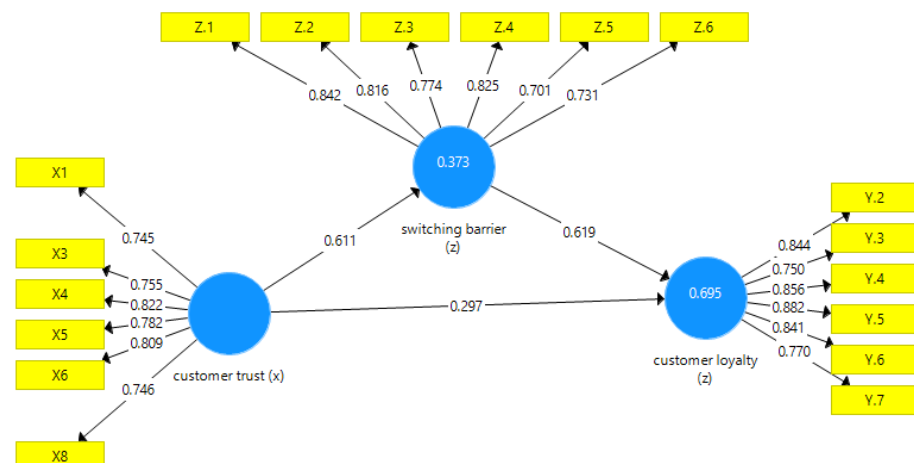 Z.1 Z.2 Z.3 Z.4 Z.5 Z.6
0.842 0.816 0.774 0.825 0.701 0.731
0.373
switching barrier
(z)
X1
X3
X4
X5
X6
X8
0.745
0.755
0.822
0.782
0.809
0.746
customer trust (x)
0.611
0.619
0.297
0.695
customer loyalty
(z)
0.844
0.750
0.856
0.882
0.841
0.770
Y.2
Y.3
Y.4
Y.5
Y.6
Y.7